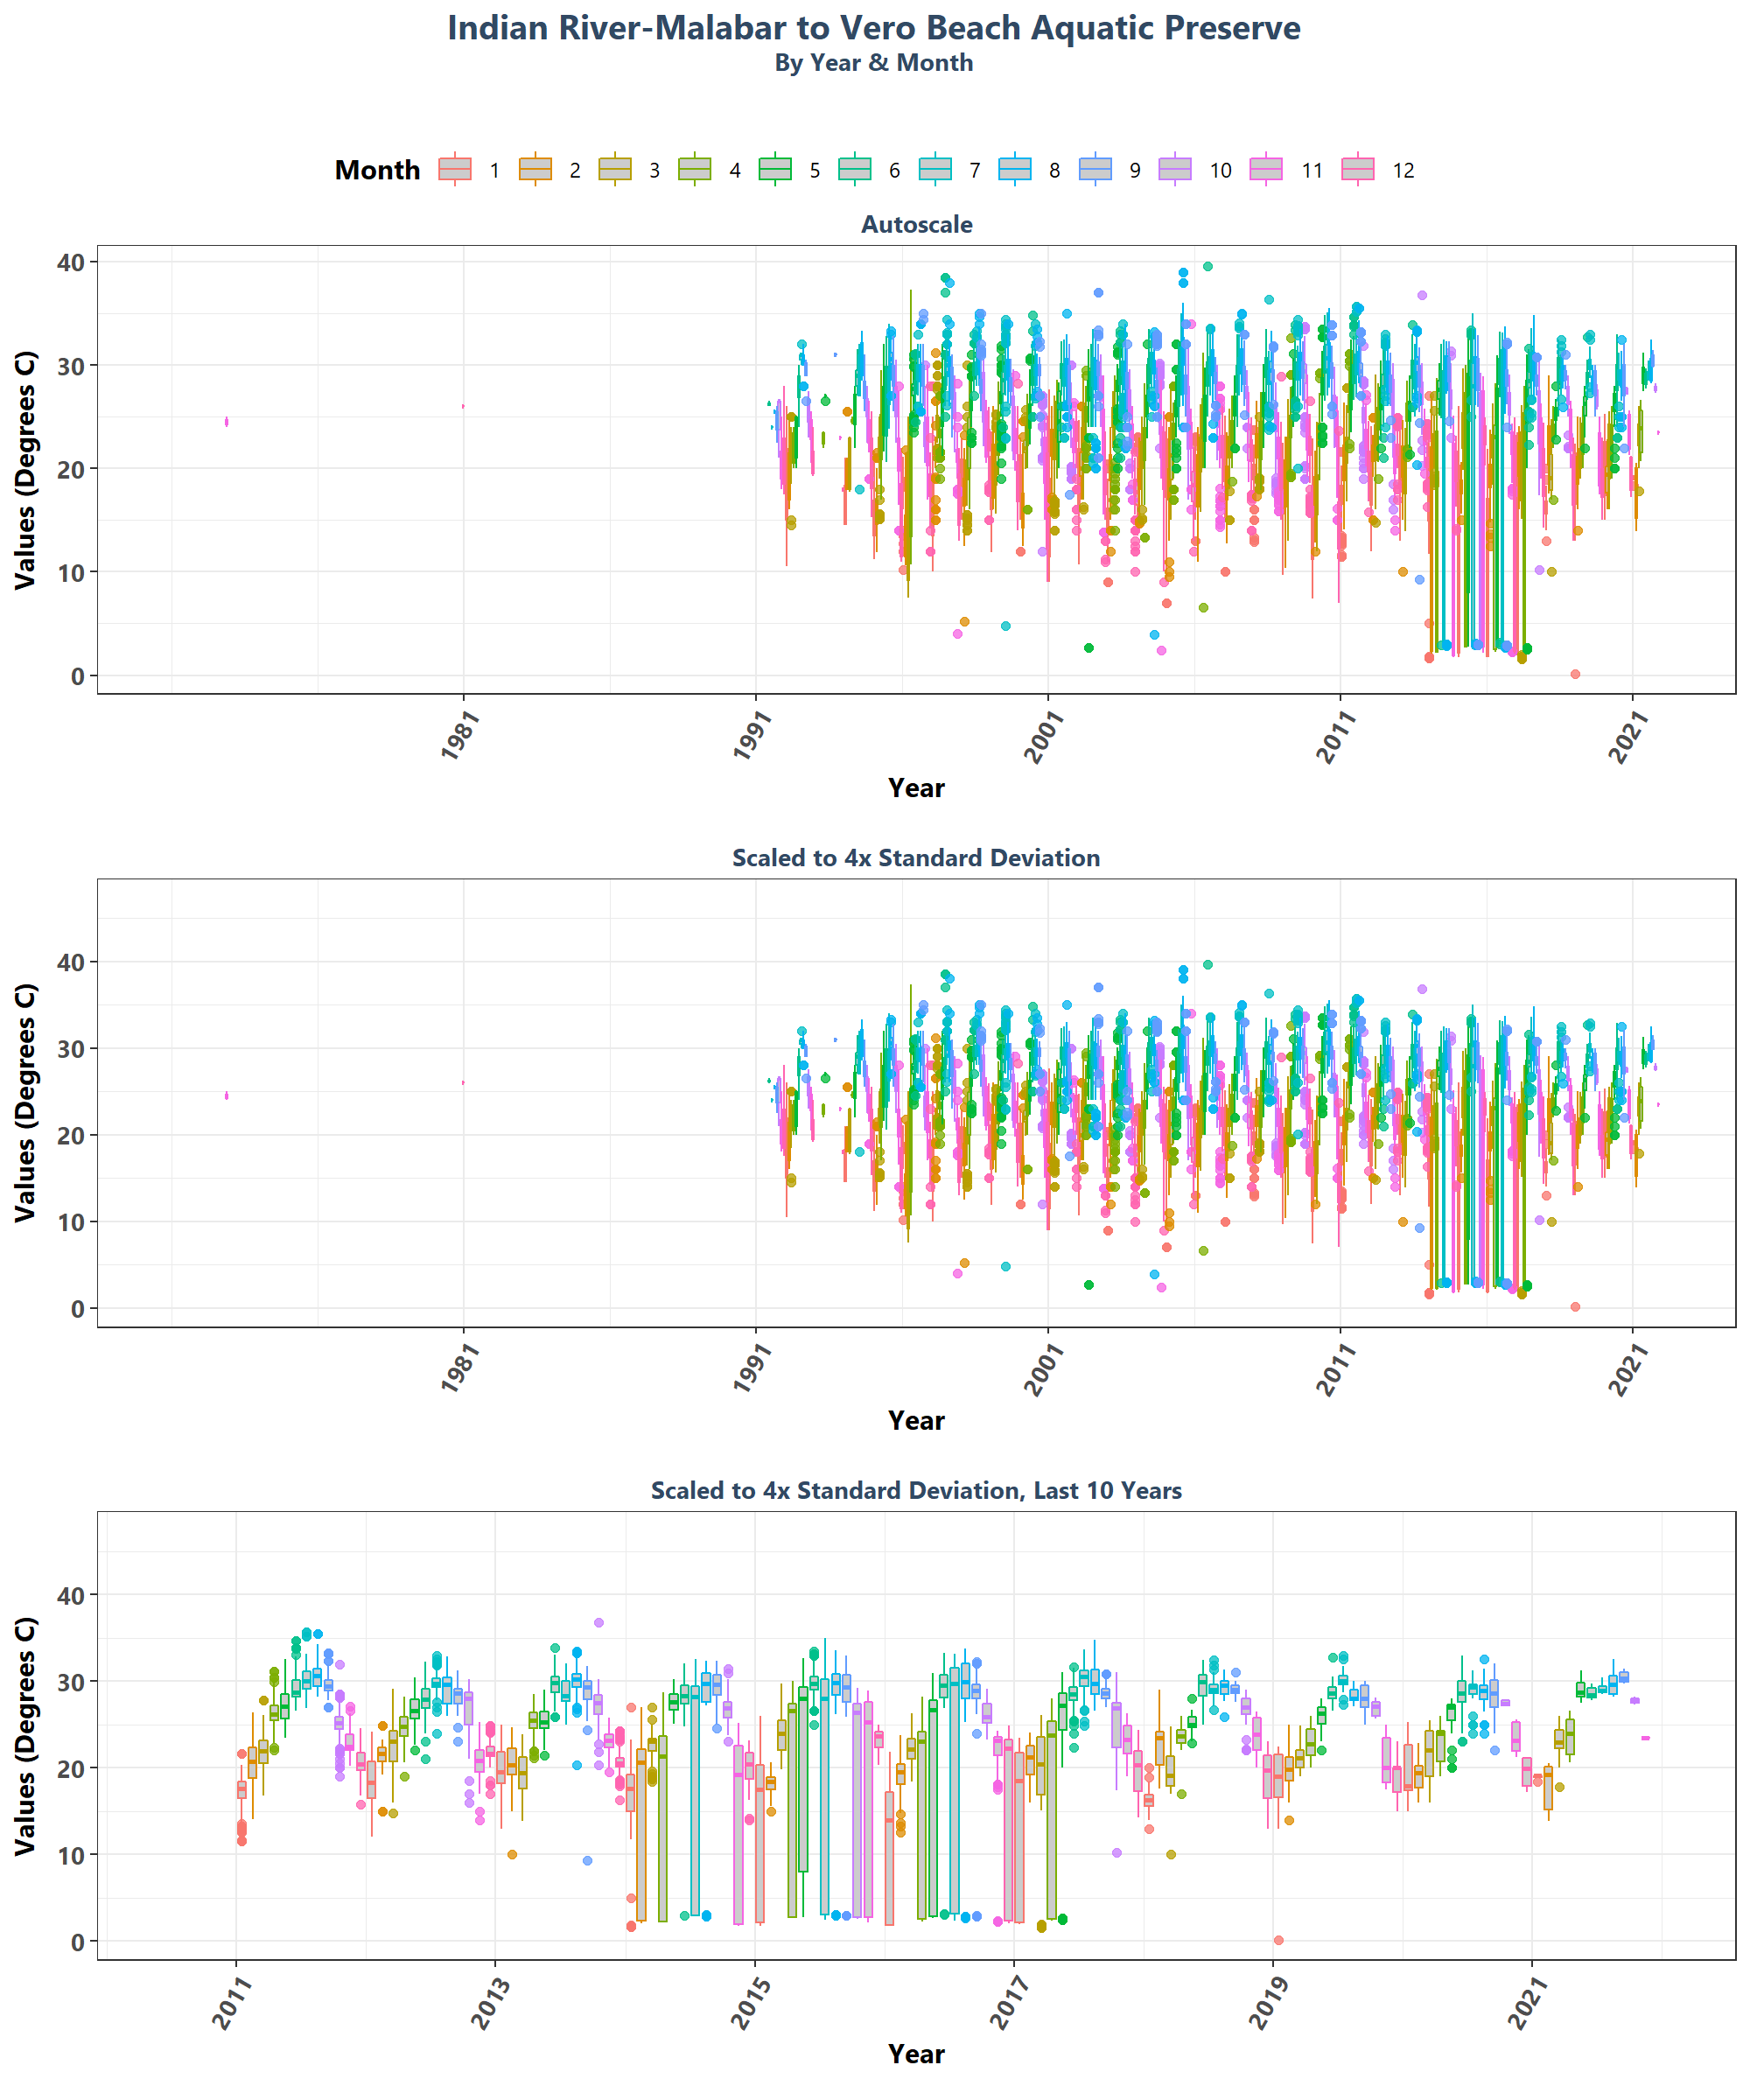 Indian River-Malabar to Vero Beach Aquatic Preserve
By Year & Month
Month 1 2 3 4 5 6 7 8 9 10 11 12
Autoscale
Values (Degrees C)
40
30
20
10
0
1981 1991 2001 2011 2021
Year
Scaled to 4x Standard Deviation
Values (Degrees C)
40
30
20
10
0
1981 1991 2001 2011 2021
Year
Scaled to 4x Standard Deviation, Last 10 Years
Values (Degrees C)
40
30
20
10
0
2011 2013 2015 2017 2019 2021
Year